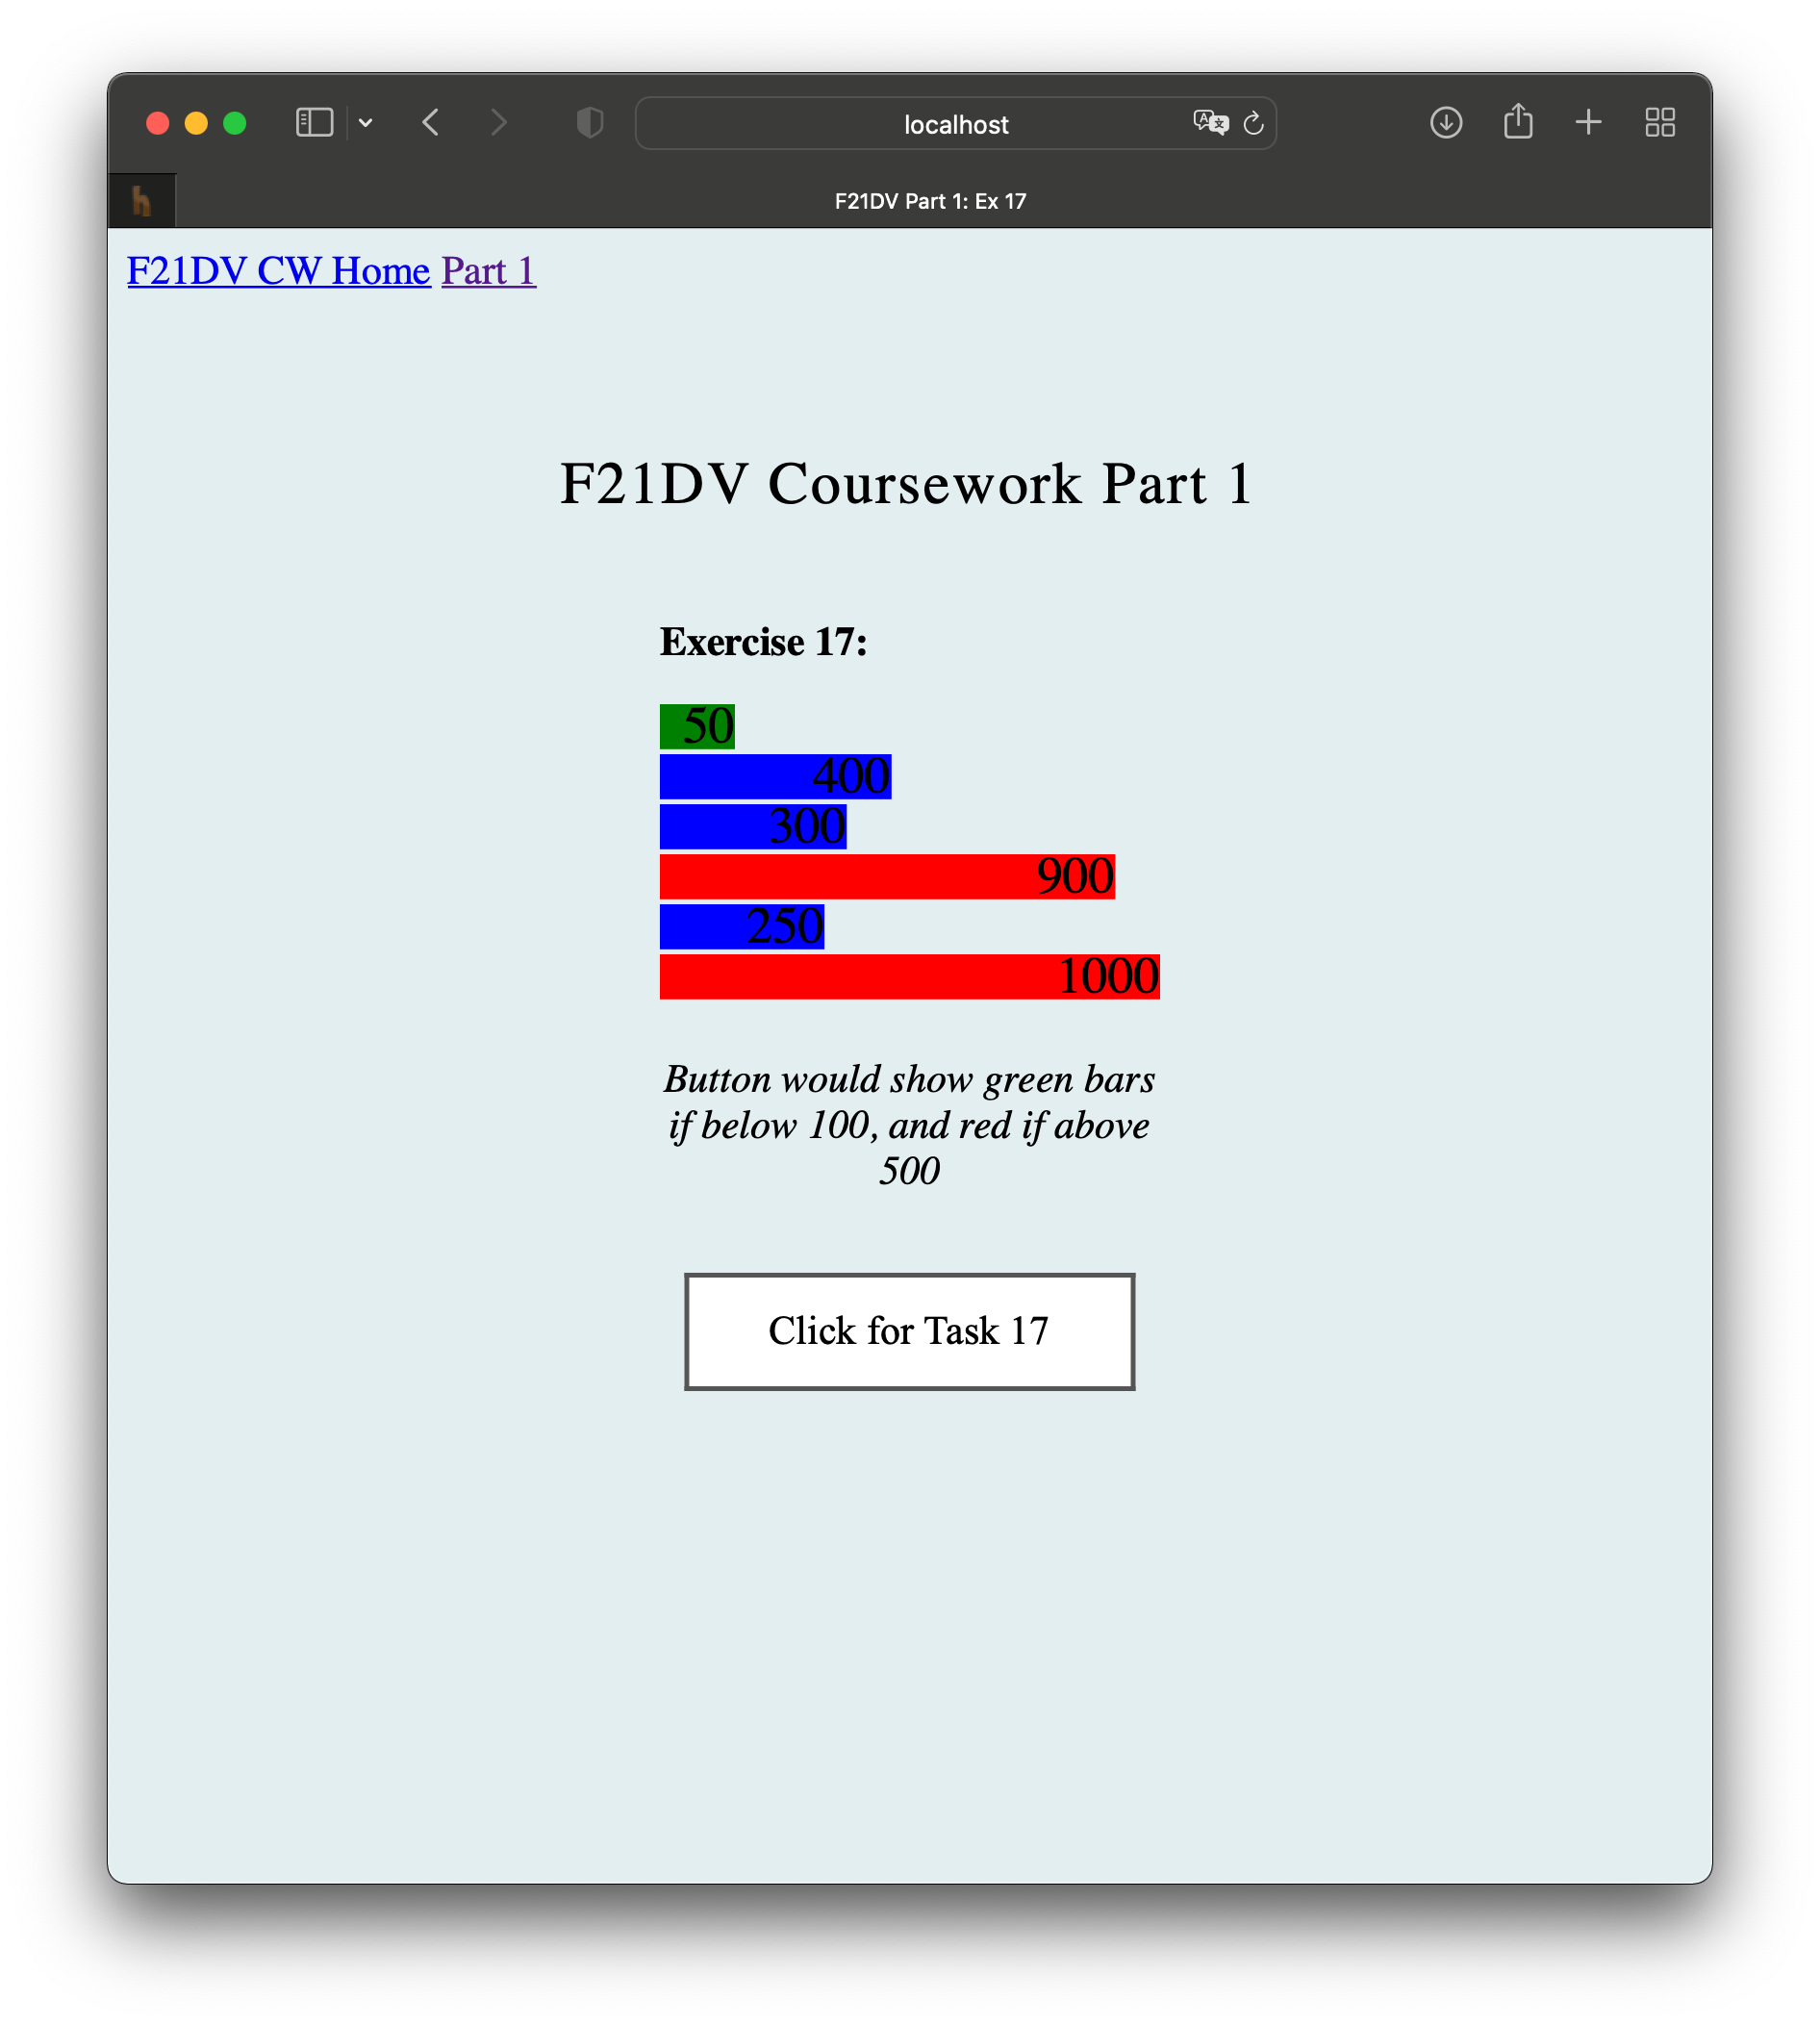 localhost
F21DV Part 1: Ex 17
F21DV CW Home Part 1
F21DV Coursework Part 1
Exercise 17:
50
400
300
900
250
1000
Button would show green bars
if below 100, and red if above
500
Click for Task 17